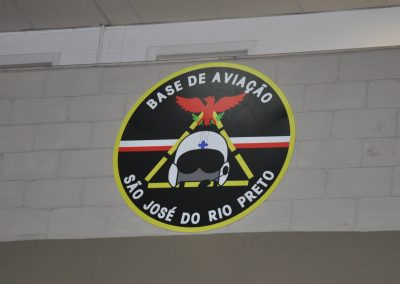 BASE DE AVIAÇÃO
SÃO JOSÉ DO RIO PRETO